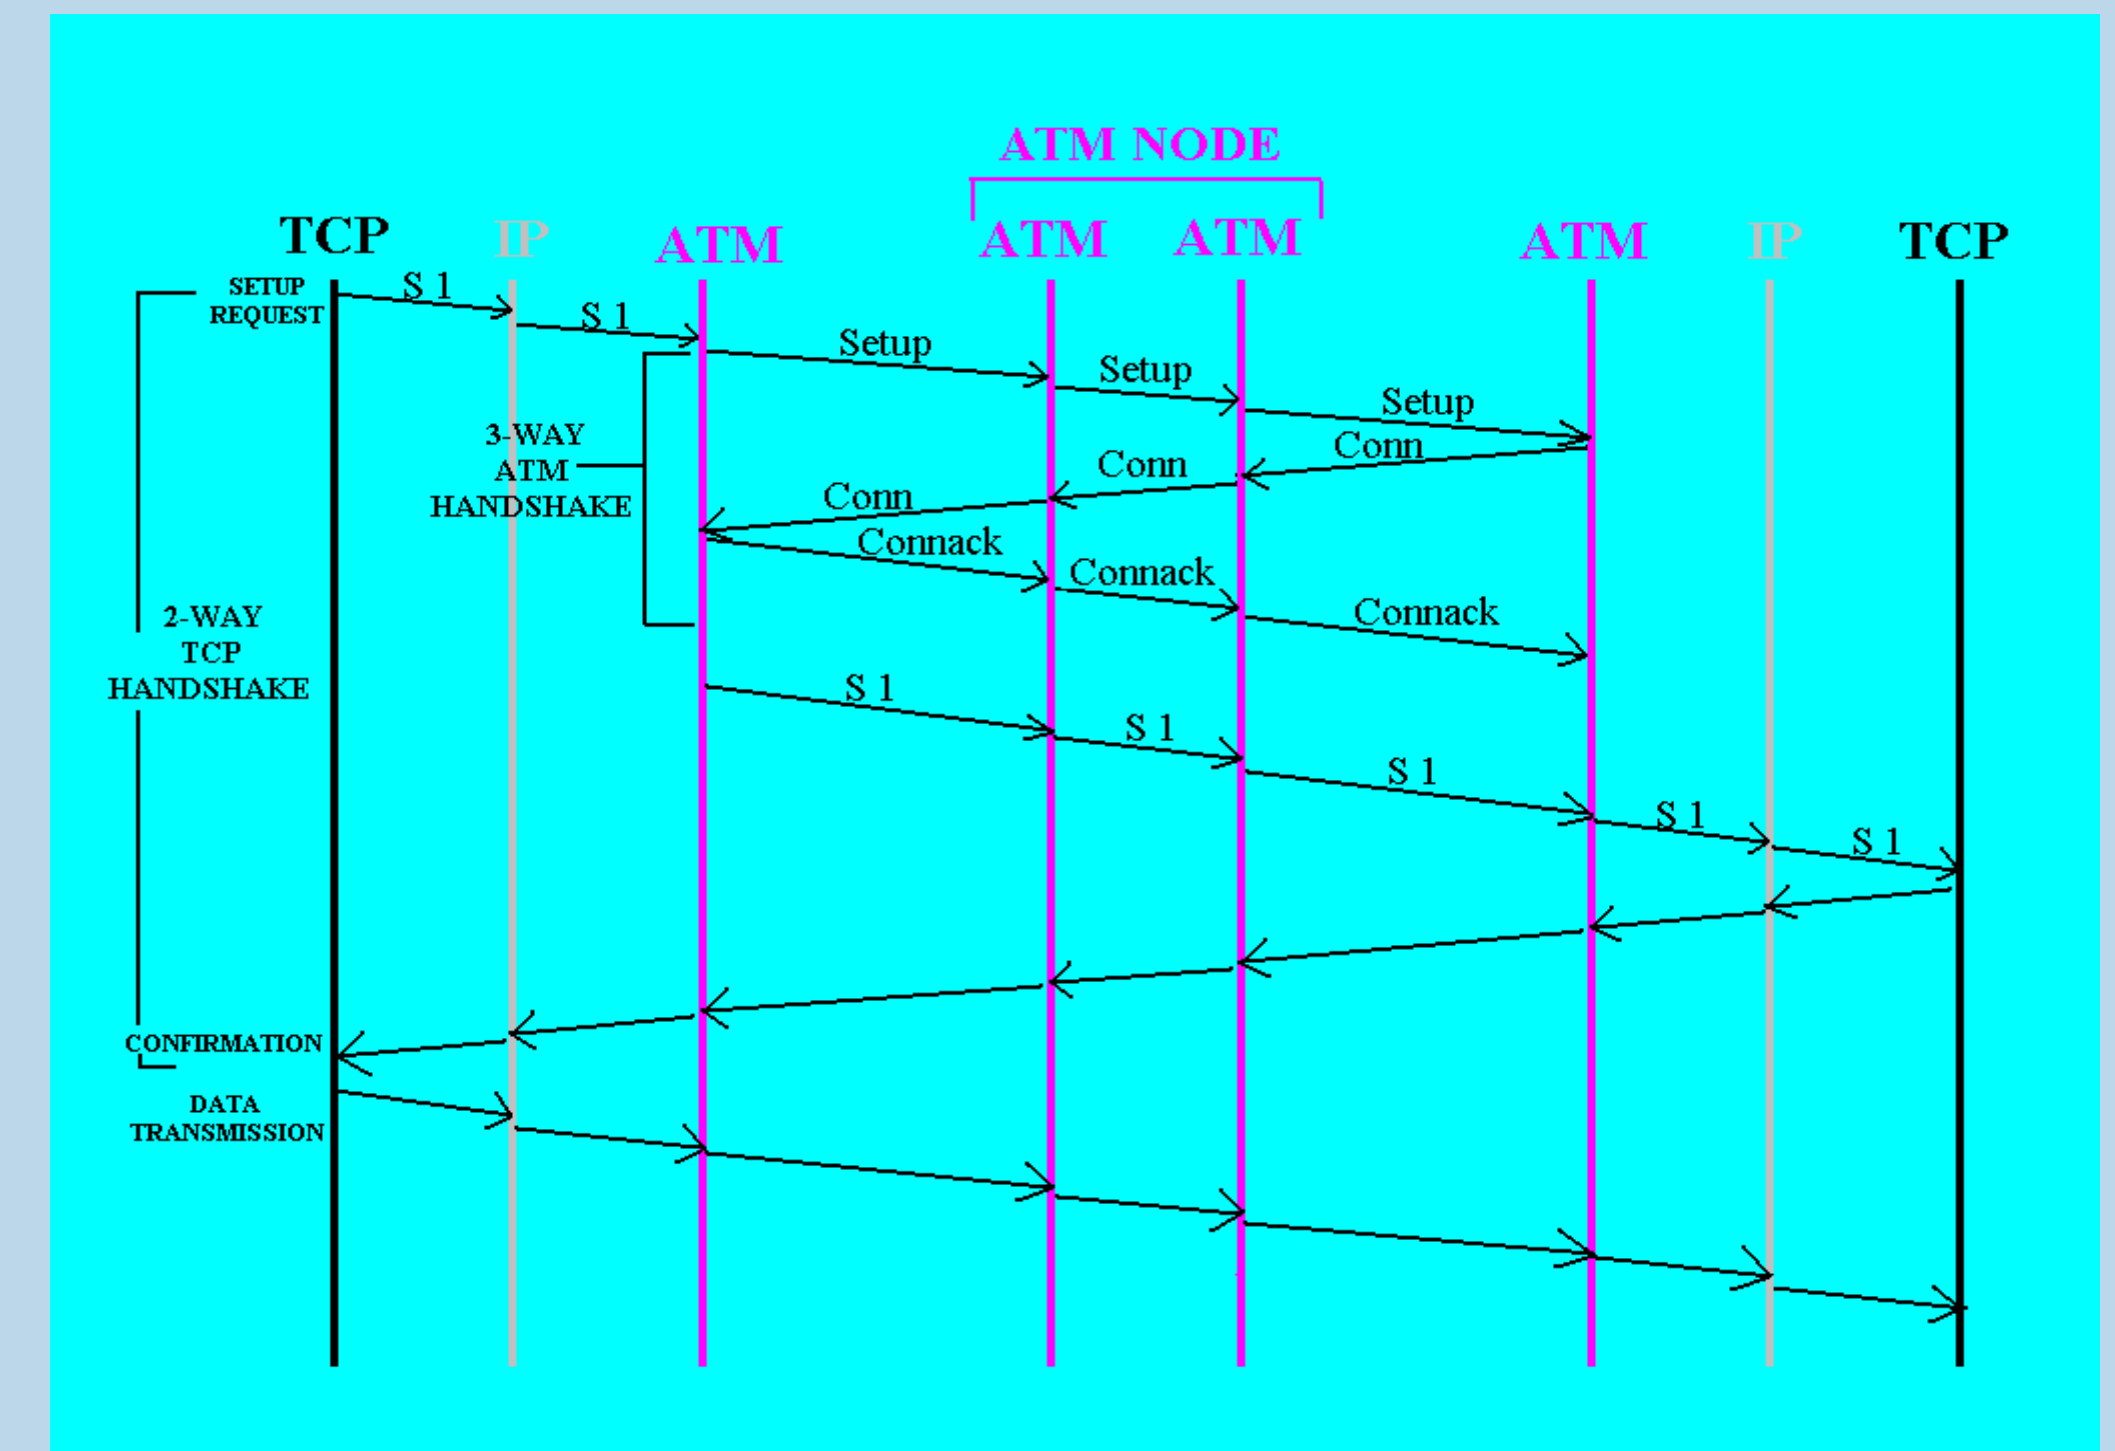 ATM NODE
TCP IP ATM ATM ATM ATM IP TCP
SETUP
REQUEST
S 1
S 1
Setup
Setup
Setup
3-WAY
ATM
HANDSHAKE
Conn
Conn
Conn
Connack
Connack
Connack
2-WAY
TCP
HANDSHAKE
S 1
S 1
S 1
S 1
S 1
CONFIRMATION
DATA
TRANSMISSION